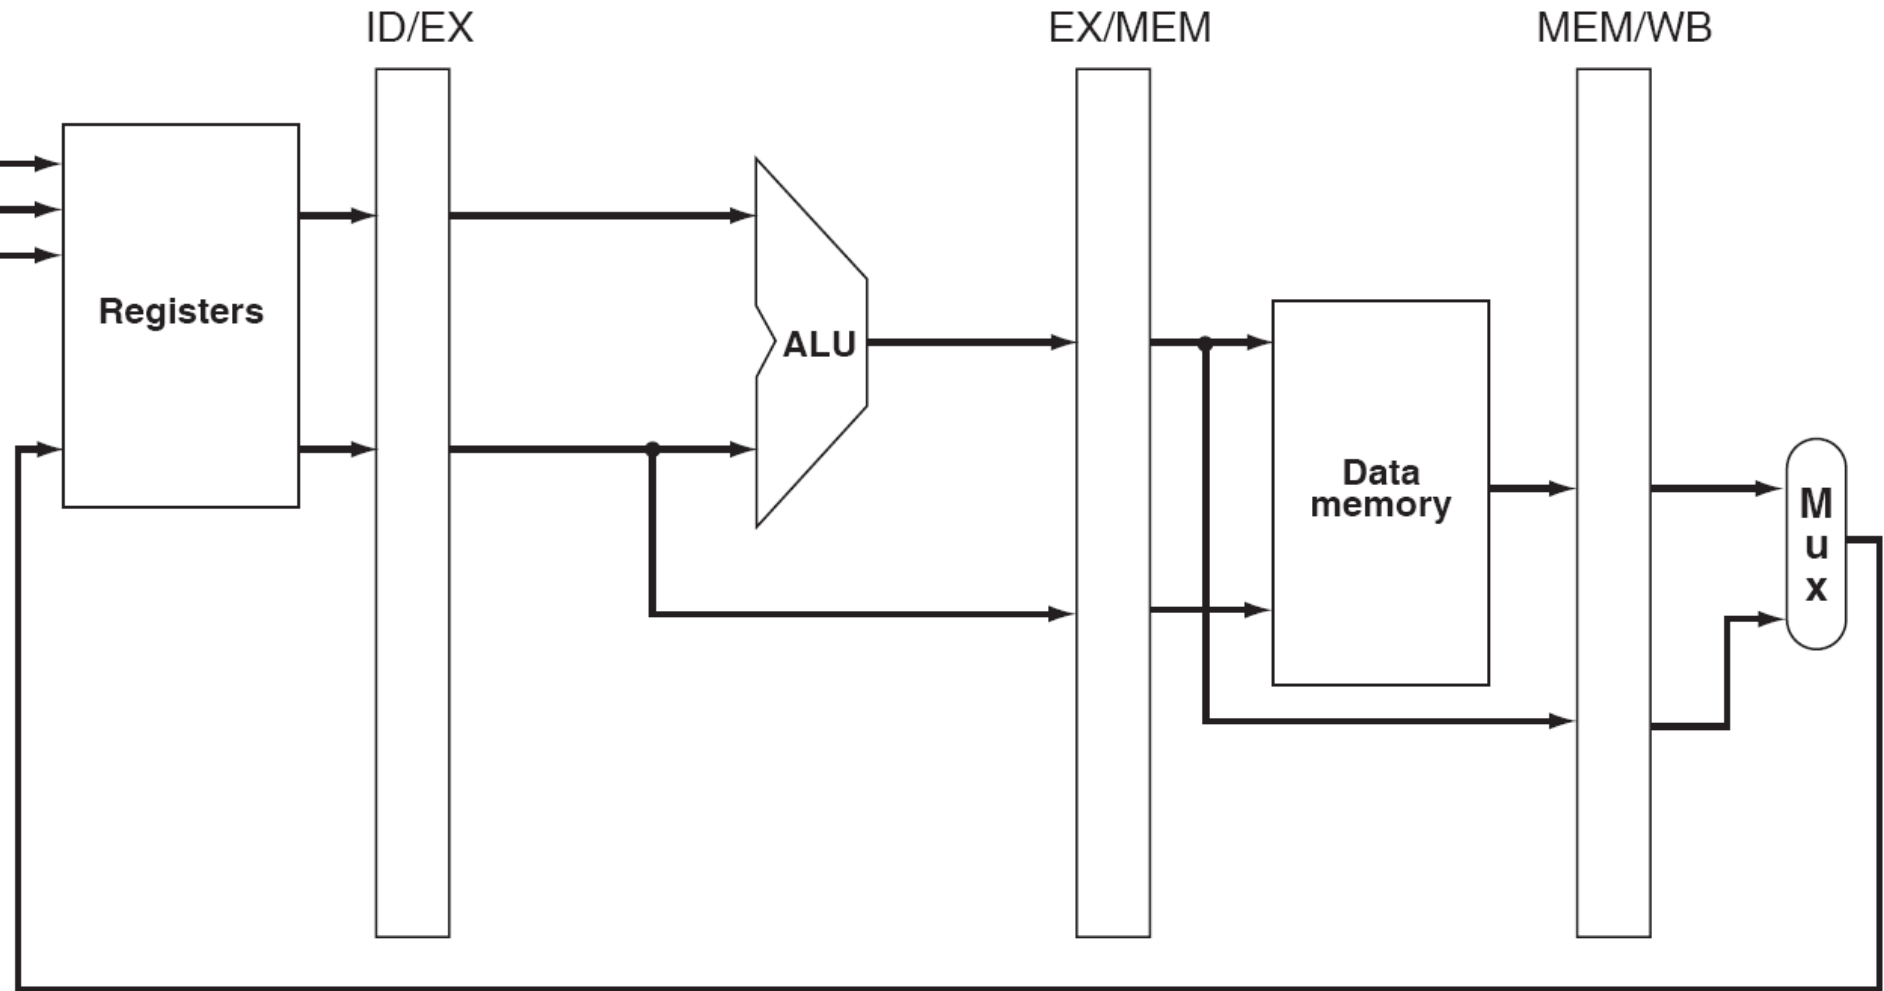 ID/EX
EX/MEM
MEM/WB
Registers
ALU
Data
memory
M
u
x